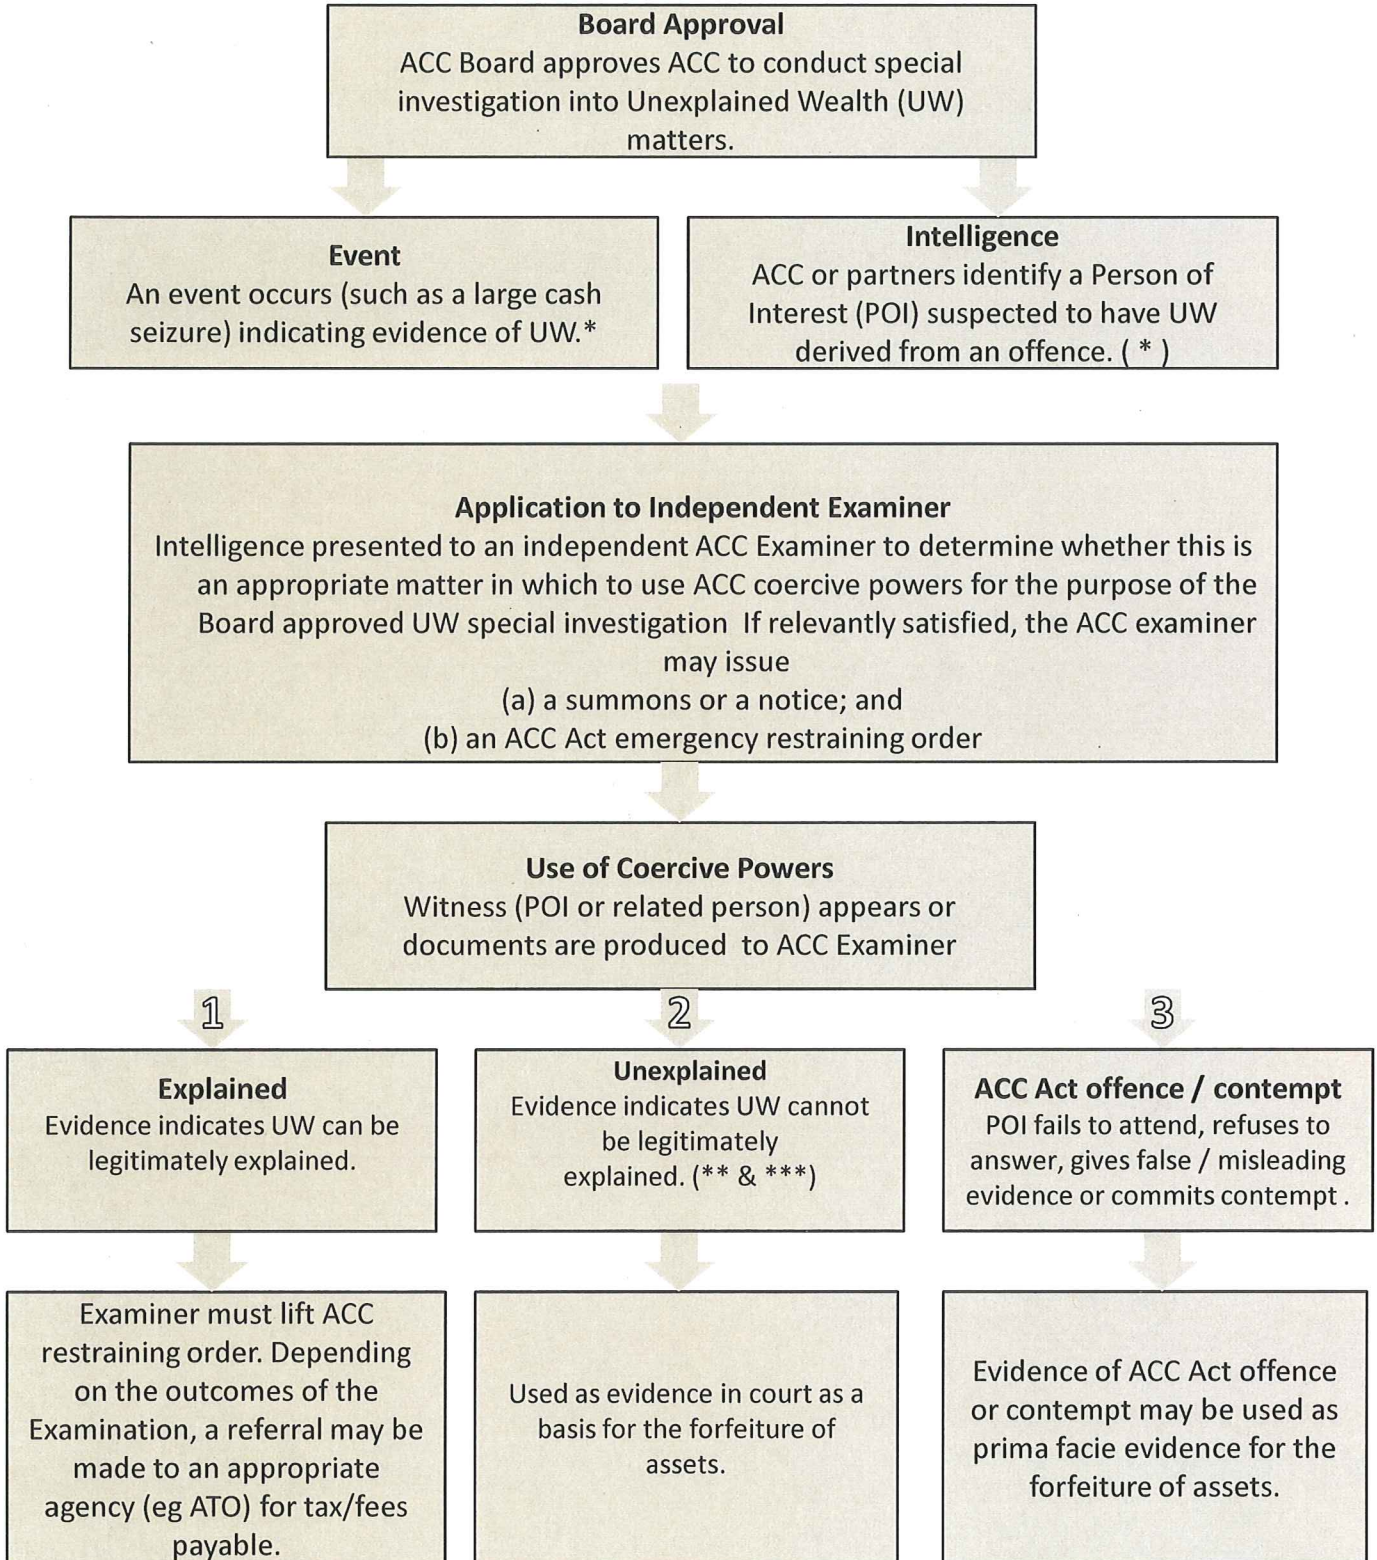 Board Approval
ACC Board approves ACC to conduct special
investigation into Unexplained Wealth (UW)
matters.
Event
An event occurs (such as a large cash
seizure) indicating evidence of UW.*
Intelligence
ACC or partners identify a Person of
Interest (POI) suspected to have UW
derived from an offence. ( * )
Application to Independent Examiner
Intelligence presented to an independent ACC Examiner to determine whether this is
an appropriate matter in which to use ACC coercive powers for the purpose of the
Board approved UW special investigation If relevantly satisfied, the ACC examiner
may issue
(a) a summons or a notice; and
(b) an ACC Act emergency restraining order
Use of Coercive Powers
Witness (POI or related person) appears or
documents are produced to ACC Examiner
1
2
3
Explained
Evidence indicates UW can be
legitimately explained.
Unexplained
Evidence indicates UW cannot
be legitimately
explained. (** & ***)
ACC Act offence / contempt
POI fails to attend, refuses to
answer, gives false / misleading
evidence or commits contempt .
Examiner must lift ACC
restraining order. Depending
on the outcomes of the
Examination, a referral may be
made to an appropriate
agency (eg ATO) for tax/fees
payable.
Used as evidence in court as a
basis for the forfeiture of
assets.
Evidence of ACC Act offence
or contempt may be used as
prima facie evidence for the
forfeiture of assets.